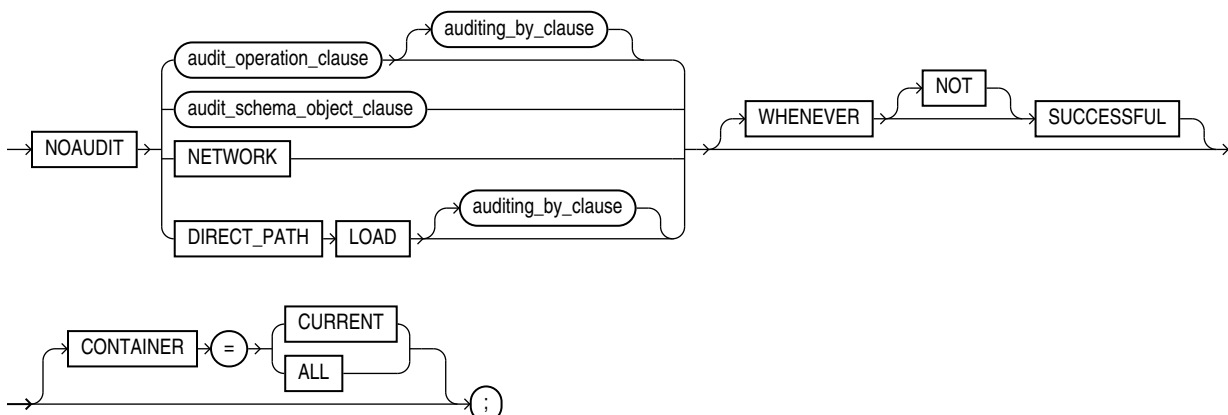 auditing_by_clause
audit_operation_clause
NOT
audit_schema_object_clause
WHENEVER
SUCCESSFUL
NOAUDIT
NETWORK
auditing_by_clause
DIRECT_PATH
LOAD
CURRENT
CONTAINER
=
ALL
;